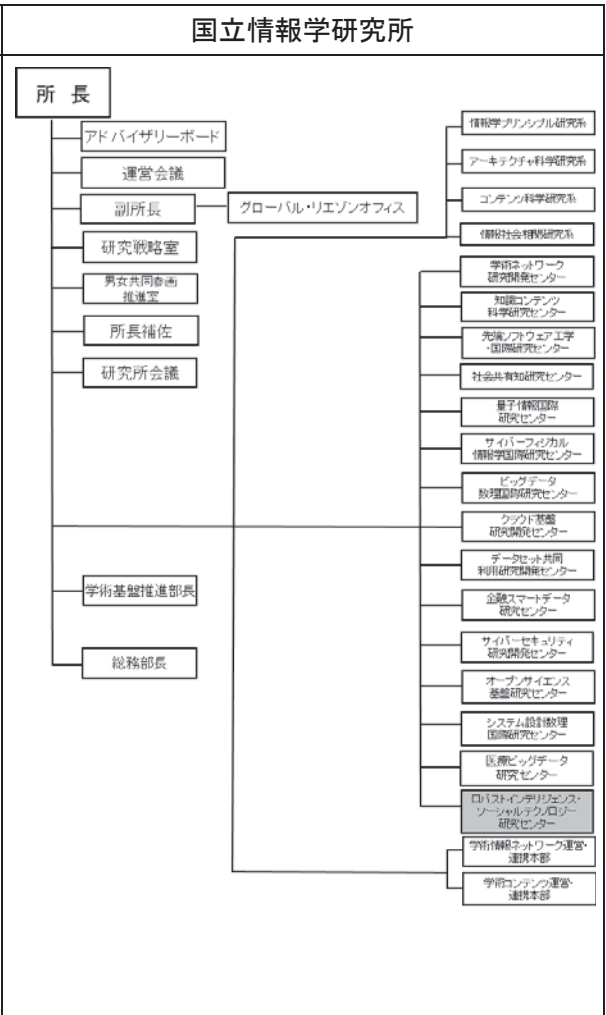 国立情報学研究所
所 長
アドバイザリーボード
運営会議
副所長
グローバル・リエゾンオフィス
研究戦略室
男女共同参画
推進室
所長補佐
研究所会議
学術基盤推進部長
総務部長
情報学プリンシプル研究系
アーキテクチャ科学研究系
コンテンツ科学研究系
情報社会相関研究系
学術ネットワーク
研究開発センター
知識コンテンツ
科学研究センター
先端ソフトウェア工学
・国際研究センター
社会共有知研究センター
量子情報国際
研究センター
サイバーフィジカル
情報学国際研究センター
ビッグデータ
数理国際研究センター
クラウド基盤
研究開発センター
データセット共同
利用研究開発センター
金融スマートデータ
研究センター
サイバーセキュリティ
研究開発センター
オープンサイエンス
基盤研究センター
システム設計数理
国際研究センター
医療ビッグデータ
研究センター
ロバストインテリジェンス・
ソーシャルテクノロジー
研究センター
学術情報ネットワーク運営・
連携本部
学術コンテンツ運営・
連携本部